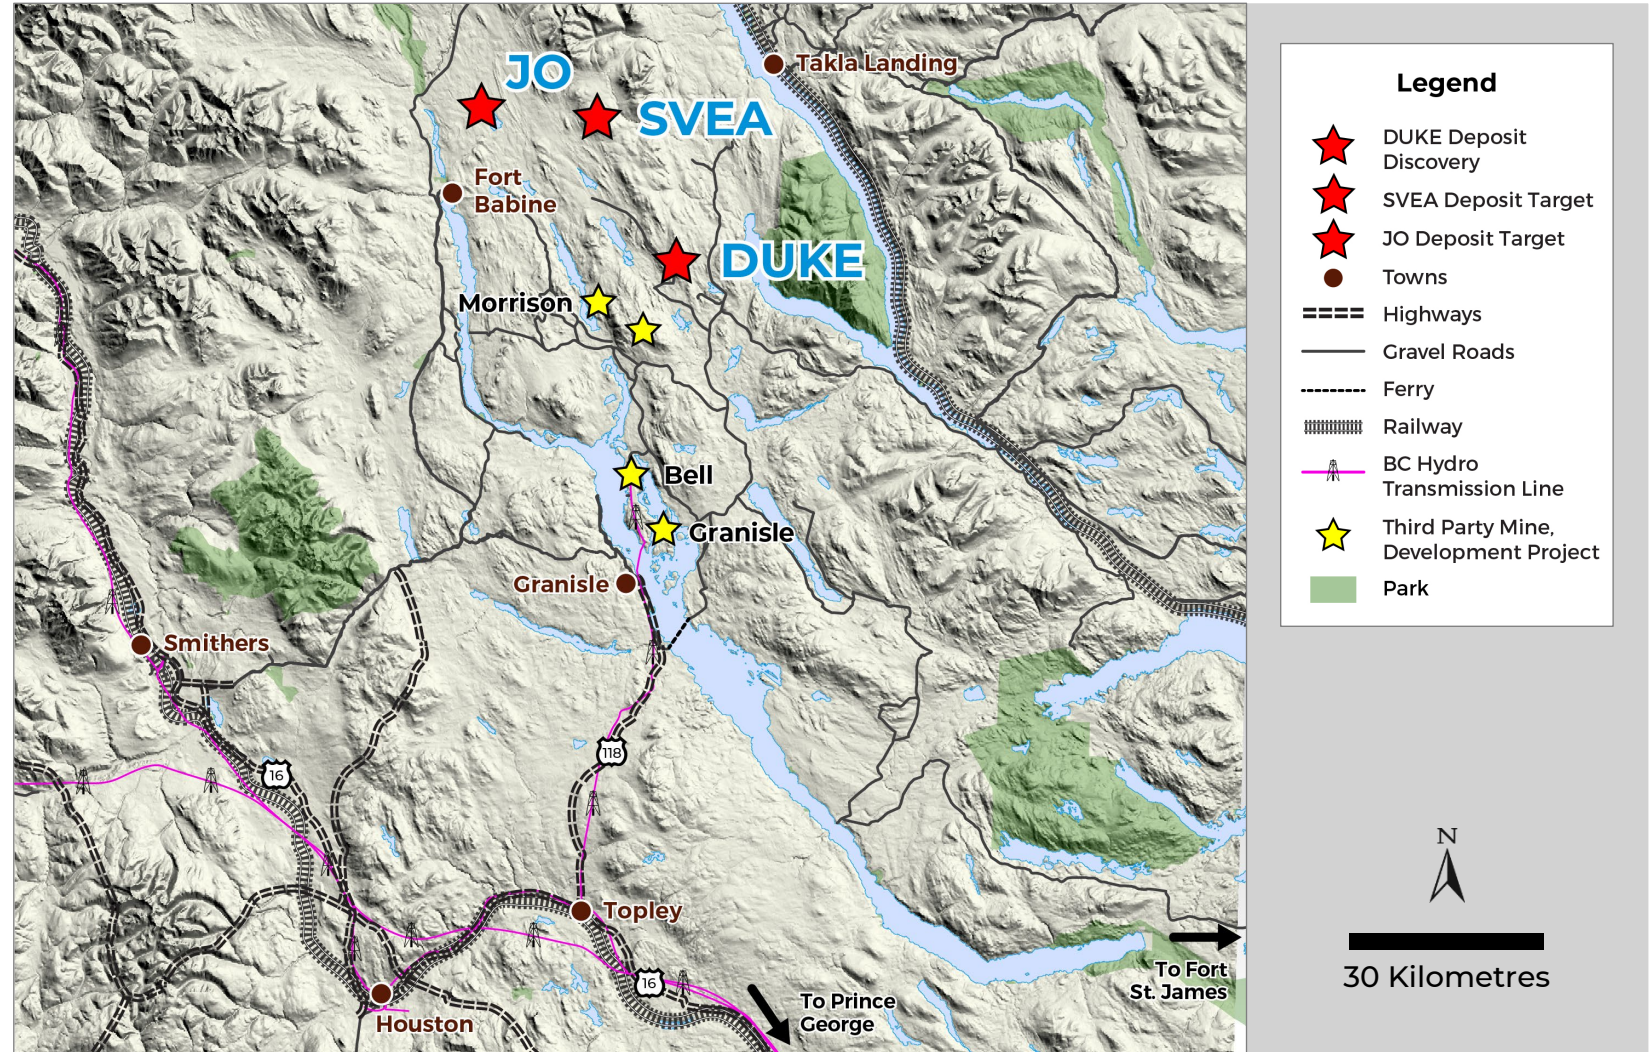 JO
SVEA
Takla Landing
Fort
Babine
DUKE
Morrison
Bell
Granisle
Granisle
Smithers
118
16
Topley
16
Houston
To Prince
George
To Fort
St. James
Legend
DUKE Deposit
Discovery
SVEA Deposit Target
JO Deposit Target
Towns
Highways
Gravel Roads
Ferry
Railway
BC Hydro
Transmission Line
Third Party Mine,
Development Project
Park
N
30 Kilometres